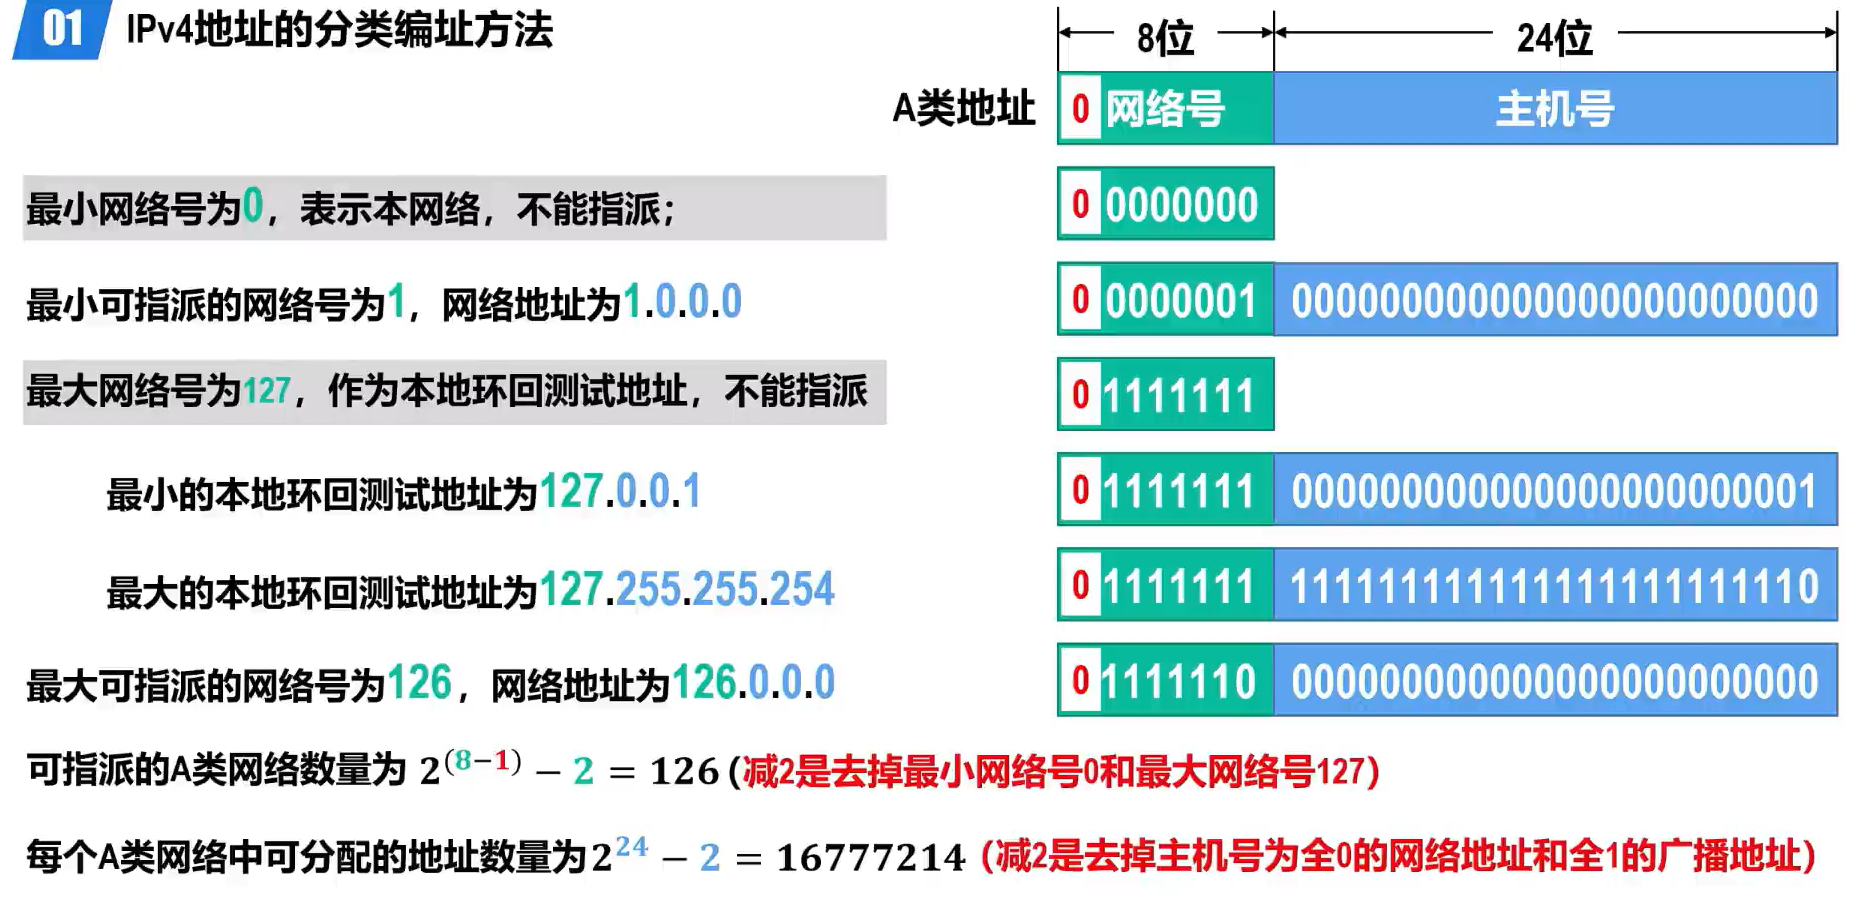 01 IPv4地址的分类编址方法
8位 24位
A类地址 0 网络号 主机号
最小网络号为0，表示本网络，不能指派； 0 0000000
最小可指派的网络号为1，网络地址为1.0.0.0 0 0000001 000000000000000000000000
最大网络号为127，作为本地环回测试地址，不能指派 0 1111111
最小的本地环回测试地址为127.0.0.1 0 1111111 000000000000000000000001
最大的本地环回测试地址为127.255.255.254 0 1111111 111111111111111111111110
最大可指派的网络号为126，网络地址为126.0.0.0 0 1111110 000000000000000000000000
可指派的A类网络数量为 2^(8−1) − 2 = 126 (减2是去掉最小网络号0和最大网络号127)
每个A类网络中可分配的地址数量为2^24 − 2 = 16777214（减2是去掉主机号为全0的网络地址和全1的广播地址）